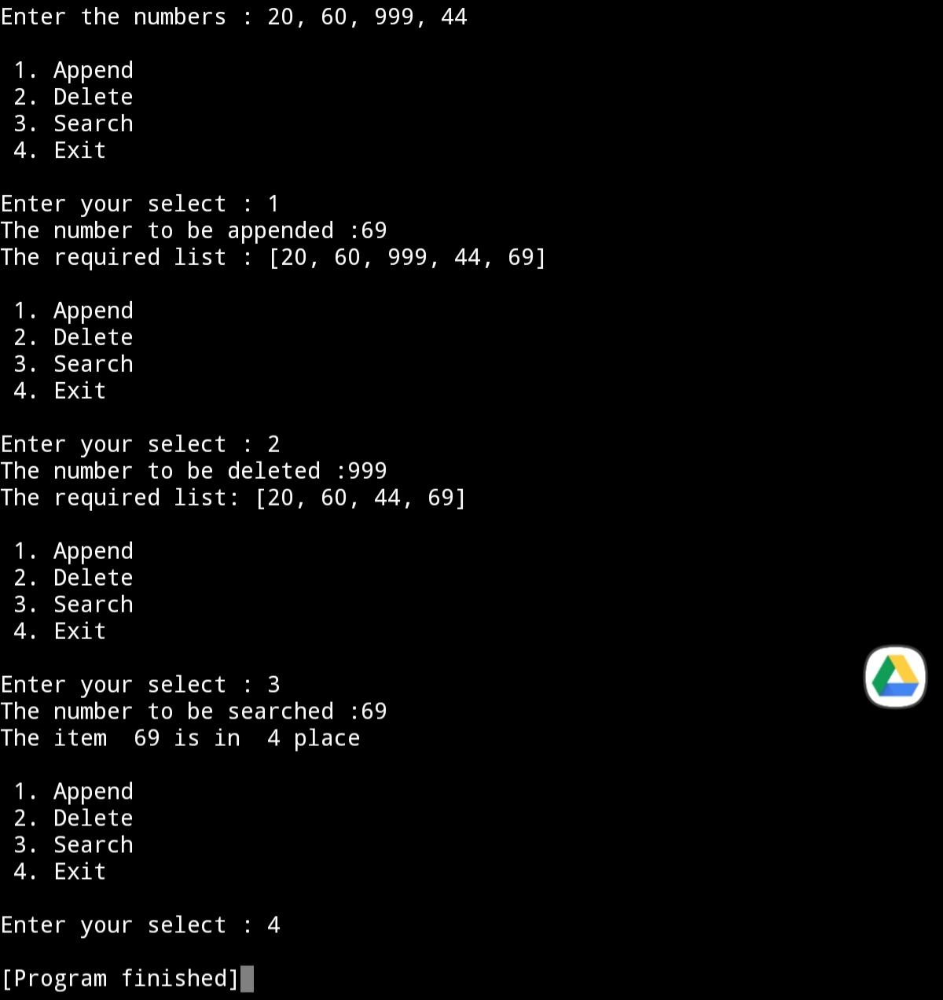 Enter the numbers : 20, 60, 999, 44
1. Append
2. Delete
3. Search
4. Exit
Enter your select : 1
The number to be appended :69
The required list : [20, 60, 999, 44, 69]
1. Append
2. Delete
3. Search
4. Exit
Enter your select : 2
The number to be deleted :999
The required list: [20, 60, 44, 69]
1. Append
2. Delete
3. Search
4. Exit
Enter your select : 3
The number to be searched :69
The item  69 is in  4 place
1. Append
2. Delete
3. Search
4. Exit
Enter your select : 4
[Program finished]